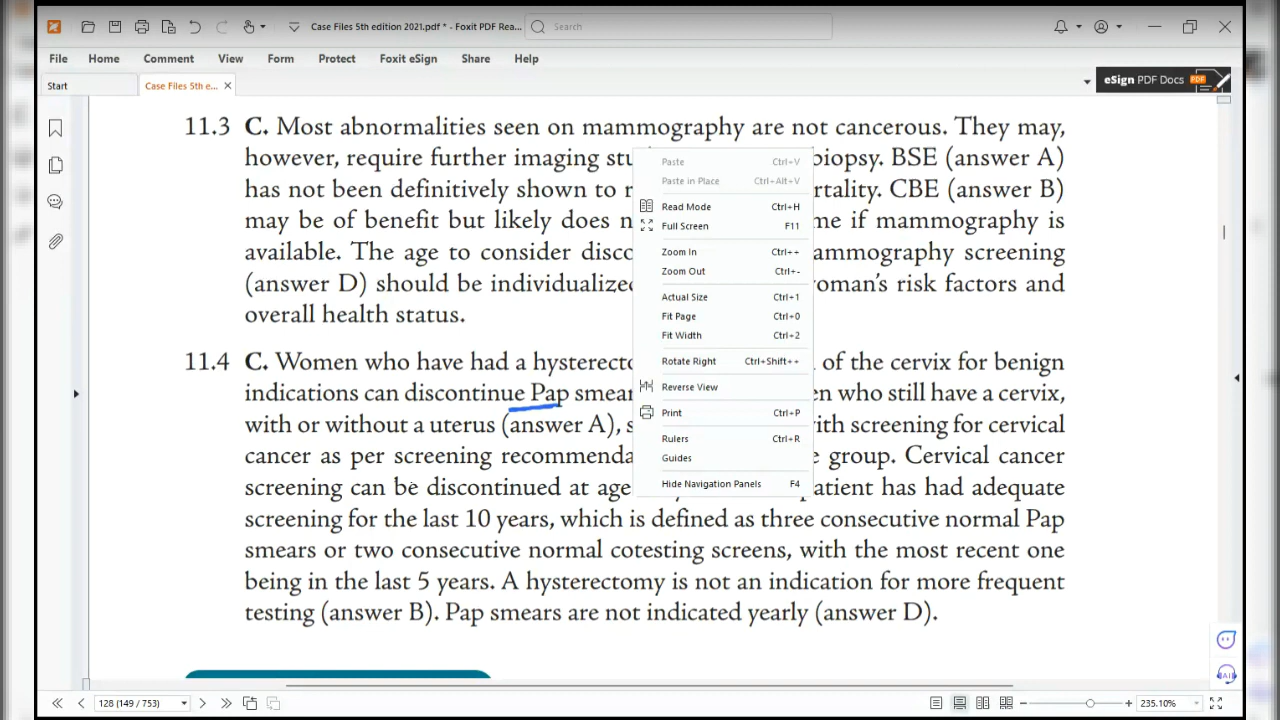 Case Files 5th edition 2021.pdf * - Foxit PDF Rea...
Search
File Home Comment View Form Protect Foxit eSign Share Help
Start
Case Files 5th e...
eSign PDF Docs
PDF
11.3 C. Most abnormalities seen on mammography are not cancerous. They may,
however, require further imaging stu biopsy. BSE (answer A)
has not been definitively shown to r rtality. CBE (answer B)
may be of benefit but likely does n me if mammography is
available. The age to consider disco ammography screening
(answer D) should be individualized oman's risk factors and
overall health status.
11.4 C. Women who have had a hysterecto of the cervix for benign
indications can discontinue Pap smear en who still have a cervix,
with or without a uterus (answer A), s ith screening for cervical
cancer as per screening recommenda e group. Cervical cancer
screening can be discontinued at age patient has had adequate
screening for the last 10 years, which is defined as three consecutive normal Pap
smears or two consecutive normal cotesting screens, with the most recent one
being in the last 5 years. A hysterectomy is not an indication for more frequent
testing (answer B). Pap smears are not indicated yearly (answer D).
Paste Ctrl+V
Paste in Place Ctrl+Alt+V
Read Mode Ctrl+H
Full Screen F11
Zoom In Ctrl++
Zoom Out Ctrl+-
Actual Size Ctrl+1
Fit Page Ctrl+0
Fit Width Ctrl+2
Rotate Right Ctrl+Shift++
Reverse View
Print Ctrl+P
Rulers Ctrl+R
Guides
Hide Navigation Panels F4
128 (149 / 753)
235.10%